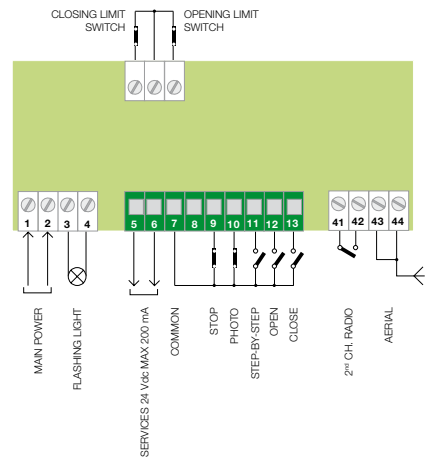 CLOSING LIMIT
SWITCH
OPENING LIMIT
SWITCH
1 2 3 4
5 6 7 8 9 10 11 12 13
41 42 43 44
MAIN POWER
FLASHING LIGHT
SERVICES 24 Vdc MAX 200 mA
COMMON
STOP
PHOTO
STEP-BY-STEP
OPEN
CLOSE
2nd CH. RADIO
AERIAL